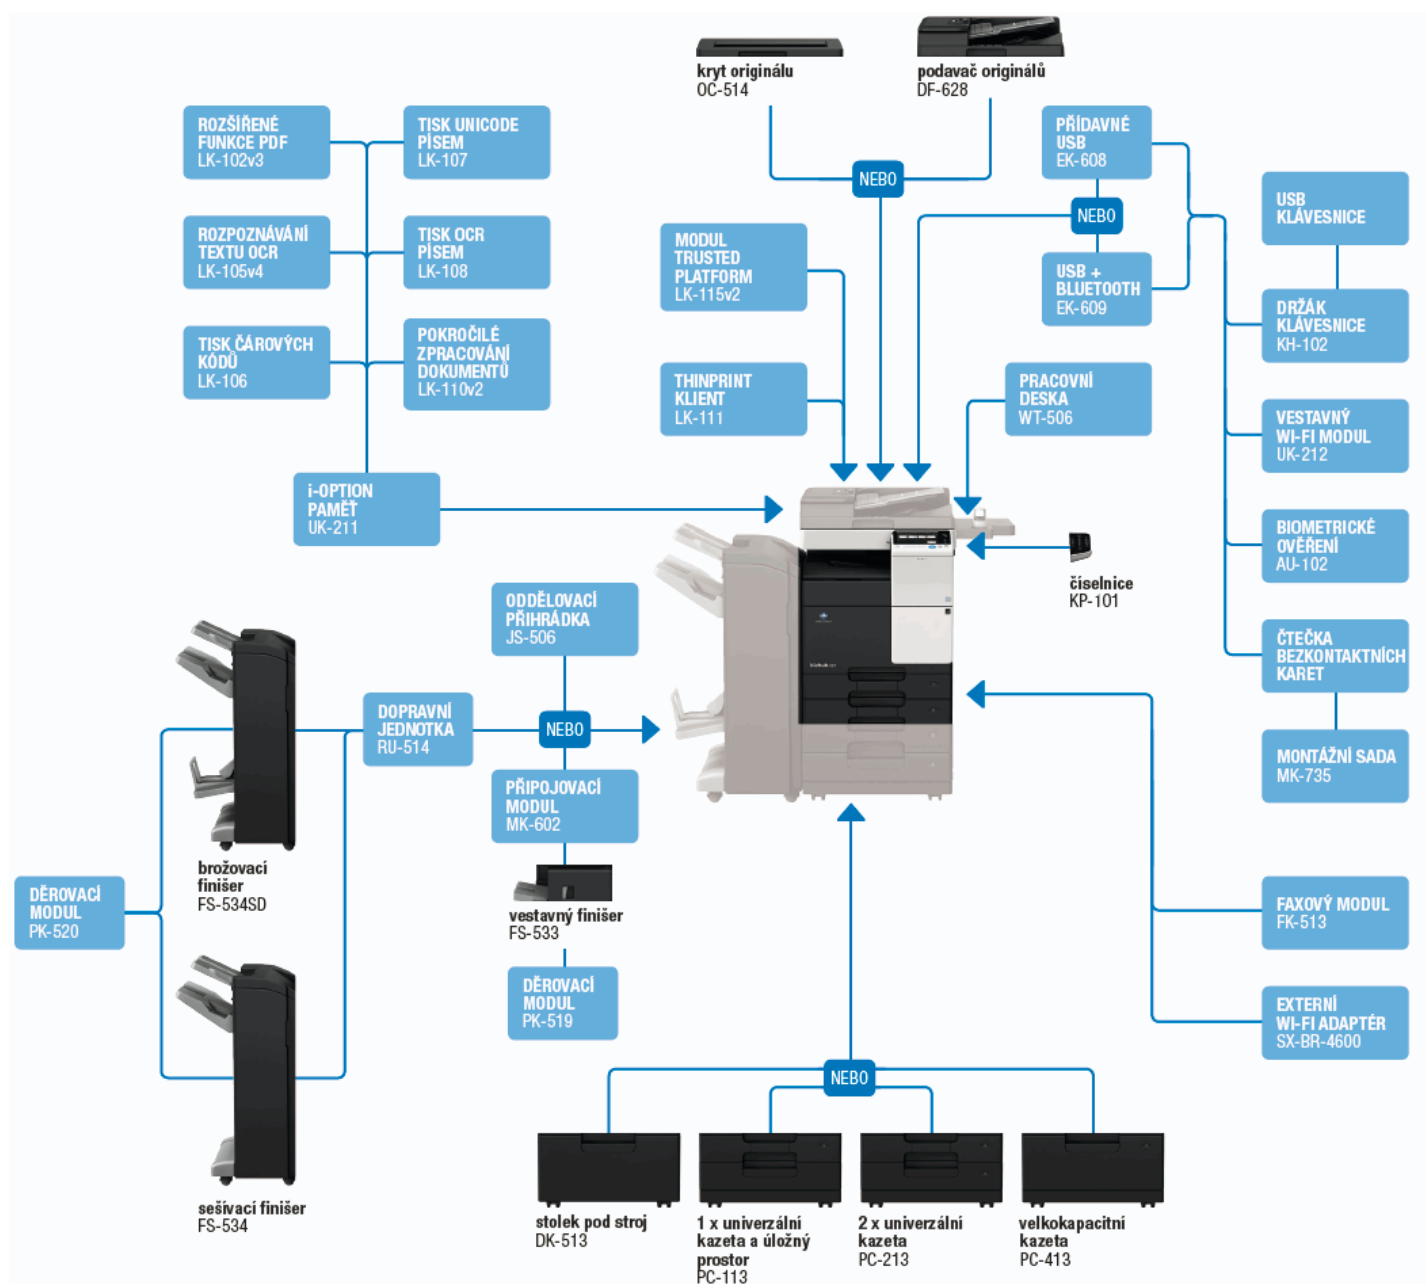 kryt originálu
OC-514
podavač originálů
DF-628
ROZŠÍŘENÉ
FUNKCE PDF
LK-102v3
TISK UNICODE
PÍSEM
LK-107
PŘÍDAVNÉ
USB
EK-608
NEBO
USB
KLÁVESNICE
NEBO
ROZPOZNÁVÁNÍ
TEXTU OCR
LK-105v4
TISK OCR
PÍSEM
LK-108
MODUL
TRUSTED
PLATFORM
LK-115v2
USB +
BLUETOOTH
EK-609
DRŽÁK
KLÁVESNICE
KH-102
TISK ČÁROVÝCH
KÓDŮ
LK-106
POKROČILÉ
ZPRACOVÁNÍ
DOKUMENTŮ
LK-110v2
THINPRINT
KLIENT
LK-111
PRACOVNÍ
DESKA
WT-506
VESTAVNÝ
WI-FI MODUL
UK-212
i-OPTION
PAMĚŤ
UK-211
BIOMETRICKÉ
OVĚŘENÍ
AU-102
číselnice
KP-101
ODDĚLOVACÍ
PŘIHRÁDKA
JS-506
ČTEČKA
BEZKONTAKTNÍCH
KARET
DOPRAVNÍ
JEDNOTKA
RU-514
NEBO
MONTÁŽNÍ SADA
MK-735
PŘIPOJOVACÍ
MODUL
MK-602
brožovací
finišer
FS-534SD
DĚROVACÍ
MODUL
PK-520
vestavný finišer
FS-533
FAXOVÝ MODUL
FK-513
DĚROVACÍ
MODUL
PK-519
EXTERNÍ
WI-FI ADAPTÉR
SX-BR-4600
NEBO
sešívací finišer
FS-534
stolek pod stroj
DK-513
1 x univerzální
kazeta a úložný
prostor
PC-113
2 x univerzální
kazeta
PC-213
velkokapacitní
kazeta
PC-413